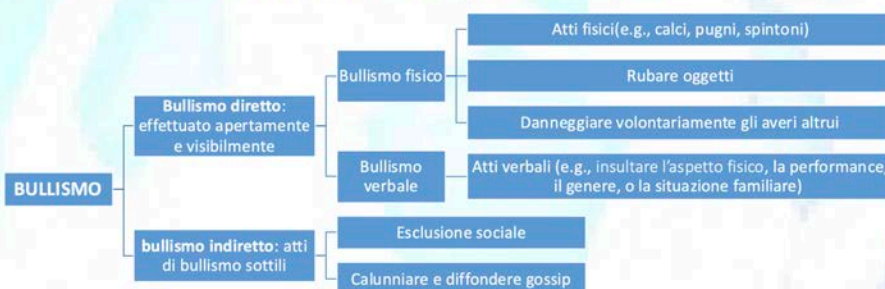 BULLISMO
Bullismo diretto:
effettuato apertamente
e visibilmente
Bullismo fisico
Atti fisici(e.g., calci, pugni, spintoni)
Rubare oggetti
Danneggiare volontariamente gli averi altrui
Bullismo
verbale
Atti verbali (e.g., insultare l'aspetto fisico, la performance,
il genere, o la situazione familiare)
bullismo indiretto: atti
di bullismo sottili
Esclusione sociale
Calunniare e diffondere gossip